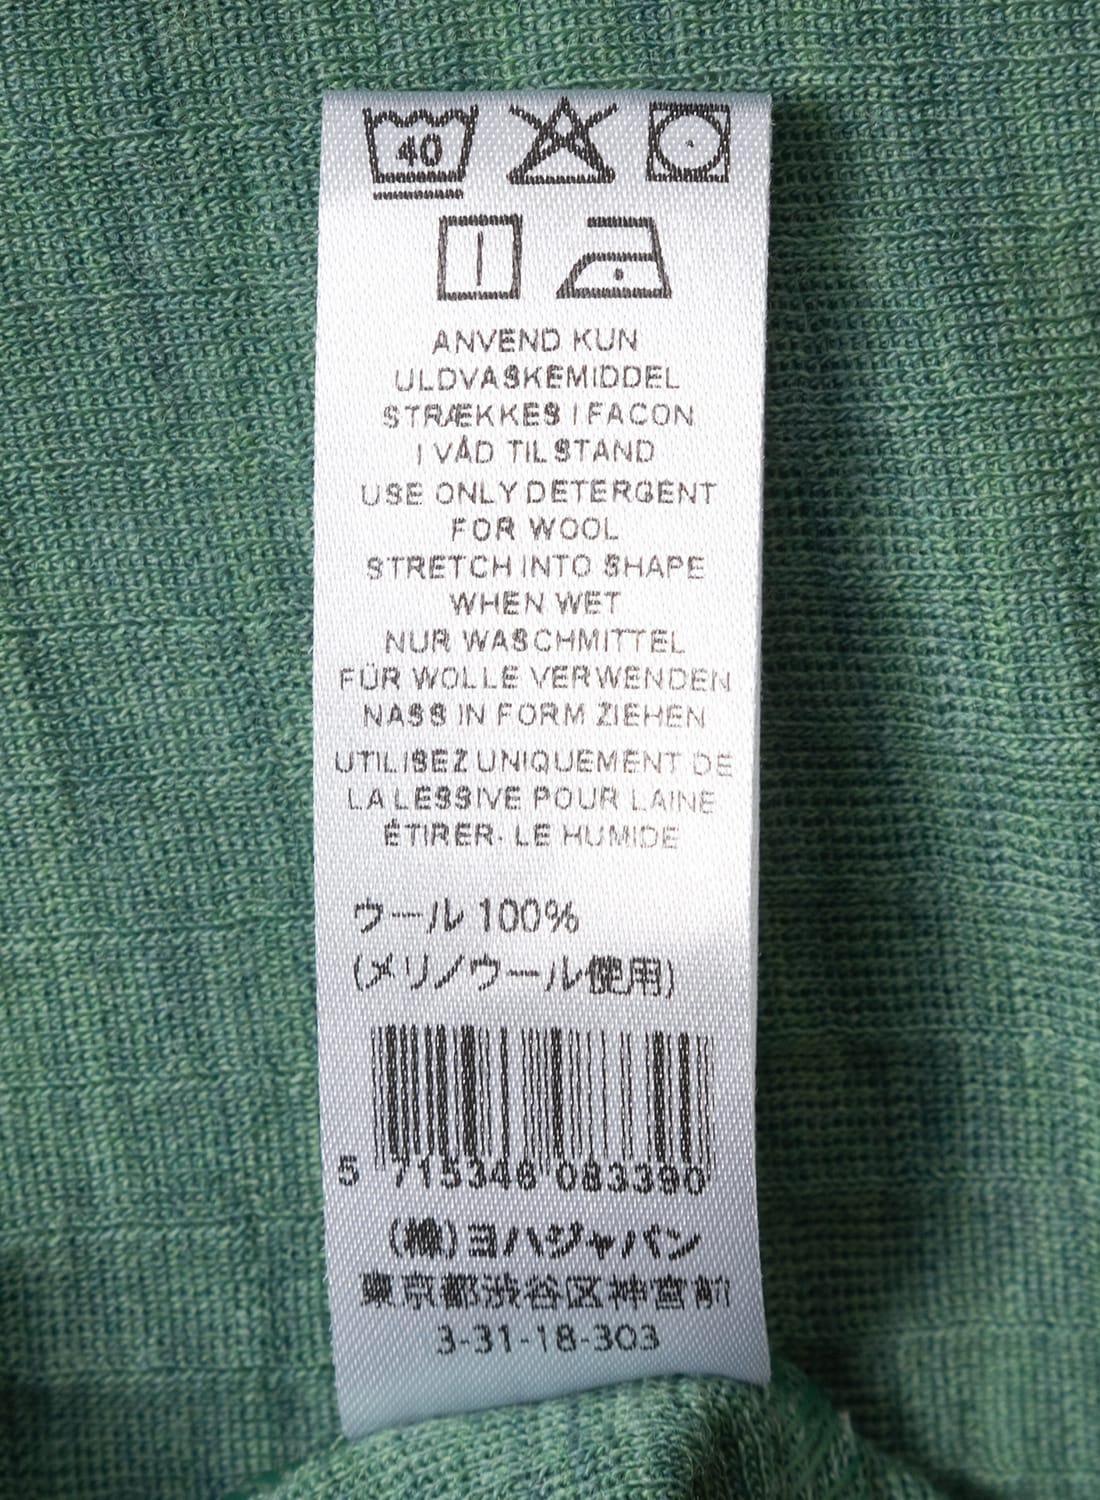 40
ANVEND KUN
ULDVASKEMIDDEL
STRÆKKES I FACON
I VÅD TILSTAND
USE ONLY DETERGENT
FOR WOOL
STRETCH INTO SHAPE
WHEN WET
NUR WASCHMITTEL
FÜR WOLLE VERWENDEN
NASS IN FORM ZIEHEN
UTILISEZ UNIQUEMENT DE
LA LESSIVE POUR LAINE
ÉTIRER- LE HUMIDE
ウール 100%
(メリノウール使用)
5 715346 083390
(株)ヨハジャパン
東京都渋谷区神宮前
3-31-18-303